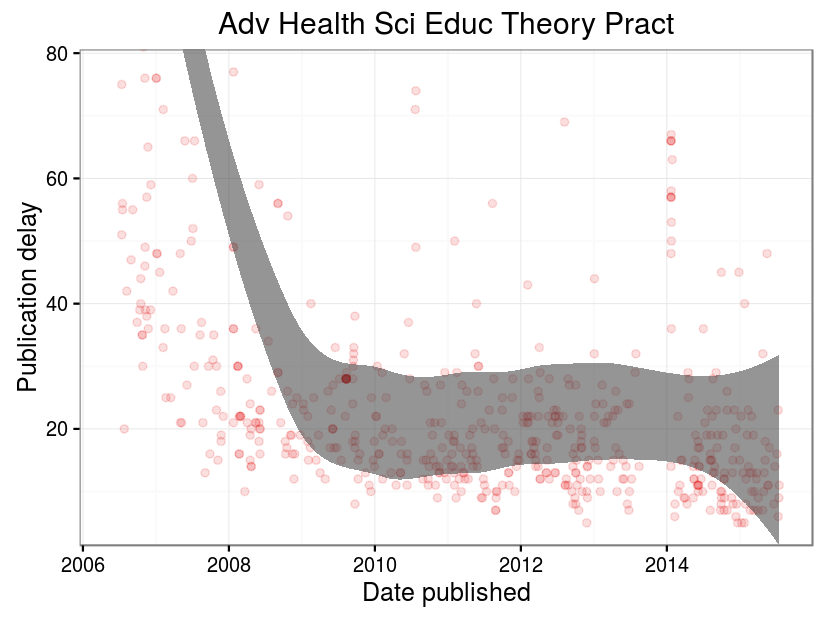 Adv Health Sci Educ Theory Pract
80
60
40
20
Publication delay
2006 2008 2010 2012 2014
Date published